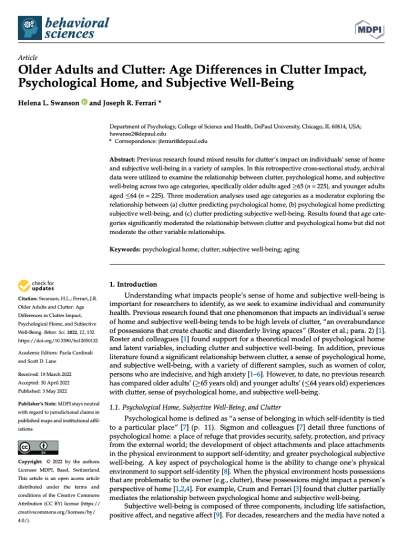 behavioral
sciences
MDPI
Article
Older Adults and Clutter: Age Differences in Clutter Impact,
Psychological Home, and Subjective Well-Being
Helena L. Swanson and Joseph R. Ferrari *
Department of Psychology, College of Science and Health, DePaul University, Chicago, IL 60614, USA;
hswanso2@depaul.edu
* Correspondence: jferrari@depaul.edu
Abstract: Previous research found mixed results for clutter's impact on individuals' sense of home
and subjective well-being in a variety of samples. In this retrospective cross-sectional study, archival
data were utilized to examine the relationship between clutter, psychological home, and subjective
well-being across two age categories, specifically older adults aged ≥65 (n = 225), and younger adults
aged ≤64 (n = 225). Three moderation analyses used age categories as a moderator exploring the
relationship between (a) clutter predicting psychological home, (b) psychological home predicting
subjective well-being, and (c) clutter predicting subjective well-being. Results found that age cate-
gories significantly moderated the relationship between clutter and psychological home but did not
moderate the other variable relationships.
Keywords: psychological home; clutter; subjective well-being; aging
check for
updates
Citation: Swanson, H.L.; Ferrari, J.R.
Older Adults and Clutter: Age
Differences in Clutter Impact,
Psychological Home, and Subjective
Well-Being. Behav. Sci. 2022, 12, 132.
https://doi.org/10.3390/bs12050132
Academic Editors: Paola Cardinali
and Scott D. Lane
Received: 19 March 2022
Accepted: 30 April 2022
Published: 3 May 2022
Publisher's Note: MDPI stays neutral
with regard to jurisdictional claims in
published maps and institutional affil-
iations.
Copyright: © 2022 by the authors.
Licensee MDPI, Basel, Switzerland.
This article is an open access article
distributed under the terms and
conditions of the Creative Commons
Attribution (CC BY) license (https://
creativecommons.org/licenses/by/
4.0/).
1. Introduction
Understanding what impacts people's sense of home and subjective well-being is
important for researchers to identify, as we seek to examine individual and community
health. Previous research found that one phenomenon that impacts an individual's sense
of home and subjective well-being tends to be high levels of clutter, "an overabundance
of possessions that create chaotic and disorderly living spaces" (Roster et al.; para. 2) [1].
Roster and colleagues [1] found support for a theoretical model of psychological home
and latent variables, including clutter and subjective well-being. In addition, previous
literature found a significant relationship between clutter, a sense of psychological home,
and subjective well-being, with a variety of different samples, such as women of color,
persons who are indecisive, and high anxiety [1–6]. However, to date, no previous research
has compared older adults' (≥65 years old) and younger adults' (≤64 year old) experiences
with clutter, sense of psychological home, and subjective well-being.
1.1. Psychological Home, Subjective Well-Being, and Clutter
Psychological home is defined as "a sense of belonging in which self-identity is tied
to a particular place" [7] (p. 11). Sigmon and colleagues [7] detail three functions of
psychological home: a place of refuge that provides security, safety, protection, and privacy
from the external world; the development of object attachments and place attachments
in the physical environment to support self-identity; and greater psychological subjective
well-being. A key aspect of psychological home is the ability to change one's physical
environment to support self-identity [8]. When the physical environment hosts possessions
that are problematic to the owner (e.g., clutter), these possessions might impact a person's
perspective of home [1,2,4]. For example, Crum and Ferrari [3] found that clutter partially
mediates the relationship between psychological home and subjective well-being.
Subjective well-being is composed of three components, including life satisfaction,
positive affect, and negative affect [9]. For decades, researchers and the media have noted a